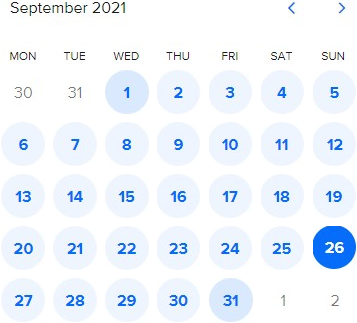 September 2021
MON TUE WED THU FRI SAT SUN
30 31 1 2 3 4 5
6 7 8 9 10 11 12
13 14 15 16 17 18 19
20 21 22 23 24 25 26
27 28 29 30 31 1 2